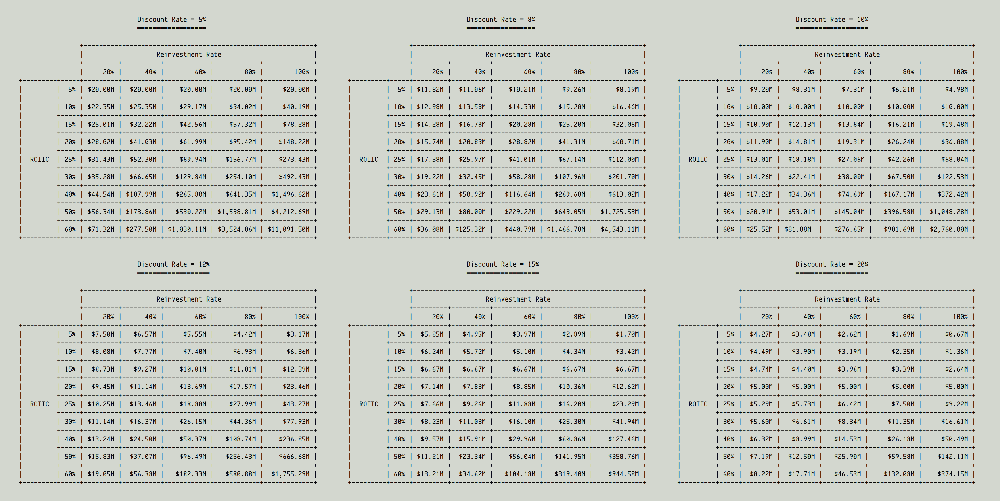 Discount Rate = 5%
==================
+------------------------------------------------------------+
| Reinvestment Rate |
+---------+----------+------------+------------+-------------+
| 20% | 40% | 60% | 80% | 100% |
| 5% | $20.00M | $20.00M | $20.00M | $20.00M | $20.00M |
| 10% | $22.35M | $25.35M | $29.17M | $34.02M | $40.19M |
| 15% | $25.01M | $32.22M | $42.56M | $57.32M | $78.28M |
| 20% | $28.02M | $41.03M | $61.99M | $95.42M | $148.22M |
| ROIIC | 25% | $31.43M | $52.30M | $89.94M | $156.77M | $273.43M |
| 30% | $35.28M | $66.65M | $129.84M | $254.10M | $492.43M |
| 40% | $44.54M | $107.99M | $265.80M | $641.35M | $1,496.62M |
| 50% | $56.34M | $173.86M | $530.22M | $1,538.81M | $4,212.69M |
| 60% | $71.32M | $277.50M | $1,030.11M | $3,524.06M | $11,091.50M |
Discount Rate = 8%
==================
| Reinvestment Rate |
| 20% | 40% | 60% | 80% | 100% |
| 5% | $11.82M | $11.06M | $10.21M | $9.26M | $8.19M |
| 10% | $12.98M | $13.58M | $14.33M | $15.28M | $16.46M |
| 15% | $14.28M | $16.78M | $20.28M | $25.20M | $32.06M |
| 20% | $15.74M | $20.83M | $28.82M | $41.31M | $60.71M |
| ROIIC | 25% | $17.38M | $25.97M | $41.01M | $67.14M | $112.00M |
| 30% | $19.22M | $32.45M | $58.28M | $107.96M | $201.70M |
| 40% | $23.61M | $50.92M | $116.64M | $269.68M | $613.02M |
| 50% | $29.13M | $80.00M | $229.22M | $643.05M | $1,725.53M |
| 60% | $36.08M | $125.32M | $440.79M | $1,466.78M | $4,543.11M |
Discount Rate = 10%
===================
| Reinvestment Rate |
| 20% | 40% | 60% | 80% | 100% |
| 5% | $9.20M | $8.31M | $7.31M | $6.21M | $4.98M |
| 10% | $10.00M | $10.00M | $10.00M | $10.00M | $10.00M |
| 15% | $10.90M | $12.13M | $13.84M | $16.21M | $19.48M |
| 20% | $11.90M | $14.81M | $19.31M | $26.24M | $36.88M |
| ROIIC | 25% | $13.01M | $18.18M | $27.06M | $42.26M | $68.04M |
| 30% | $14.26M | $22.41M | $38.00M | $67.50M | $122.53M |
| 40% | $17.22M | $34.36M | $74.69M | $167.17M | $372.42M |
| 50% | $20.91M | $53.01M | $145.04M | $396.58M | $1,048.28M |
| 60% | $25.52M | $81.88M | $276.65M | $901.69M | $2,760.00M |
Discount Rate = 12%
===================
| Reinvestment Rate |
| 20% | 40% | 60% | 80% | 100% |
| 5% | $7.50M | $6.57M | $5.55M | $4.42M | $3.17M |
| 10% | $8.08M | $7.77M | $7.40M | $6.93M | $6.36M |
| 15% | $8.73M | $9.27M | $10.01M | $11.01M | $12.39M |
| 20% | $9.45M | $11.14M | $13.69M | $17.57M | $23.46M |
| ROIIC | 25% | $10.25M | $13.46M | $18.88M | $27.99M | $43.27M |
| 30% | $11.14M | $16.37M | $26.15M | $44.36M | $77.93M |
| 40% | $13.24M | $24.50M | $50.37M | $108.74M | $236.85M |
| 50% | $15.83M | $37.07M | $96.49M | $256.43M | $666.68M |
| 60% | $19.05M | $56.38M | $182.33M | $580.88M | $1,755.29M |
Discount Rate = 15%
===================
| Reinvestment Rate |
| 20% | 40% | 60% | 80% | 100% |
| 5% | $5.85M | $4.95M | $3.97M | $2.89M | $1.70M |
| 10% | $6.24M | $5.72M | $5.10M | $4.34M | $3.42M |
| 15% | $6.67M | $6.67M | $6.67M | $6.67M | $6.67M |
| 20% | $7.14M | $7.83M | $8.85M | $10.36M | $12.62M |
| ROIIC | 25% | $7.66M | $9.26M | $11.88M | $16.20M | $23.29M |
| 30% | $8.23M | $11.03M | $16.10M | $25.30M | $41.94M |
| 40% | $9.57M | $15.91M | $29.96M | $60.86M | $127.46M |
| 50% | $11.21M | $23.34M | $56.04M | $141.95M | $358.76M |
| 60% | $13.21M | $34.62M | $104.18M | $319.40M | $944.58M |
Discount Rate = 20%
===================
| Reinvestment Rate |
| 20% | 40% | 60% | 80% | 100% |
| 5% | $4.27M | $3.48M | $2.62M | $1.69M | $0.67M |
| 10% | $4.49M | $3.90M | $3.19M | $2.35M | $1.36M |
| 15% | $4.74M | $4.40M | $3.96M | $3.39M | $2.64M |
| 20% | $5.00M | $5.00M | $5.00M | $5.00M | $5.00M |
| ROIIC | 25% | $5.29M | $5.73M | $6.42M | $7.50M | $9.22M |
| 30% | $5.60M | $6.61M | $8.34M | $11.35M | $16.61M |
| 40% | $6.32M | $8.99M | $14.53M | $26.18M | $50.49M |
| 50% | $7.19M | $12.50M | $25.90M | $59.58M | $142.11M |
| 60% | $8.22M | $17.71M | $46.53M | $132.08M | $374.15M |